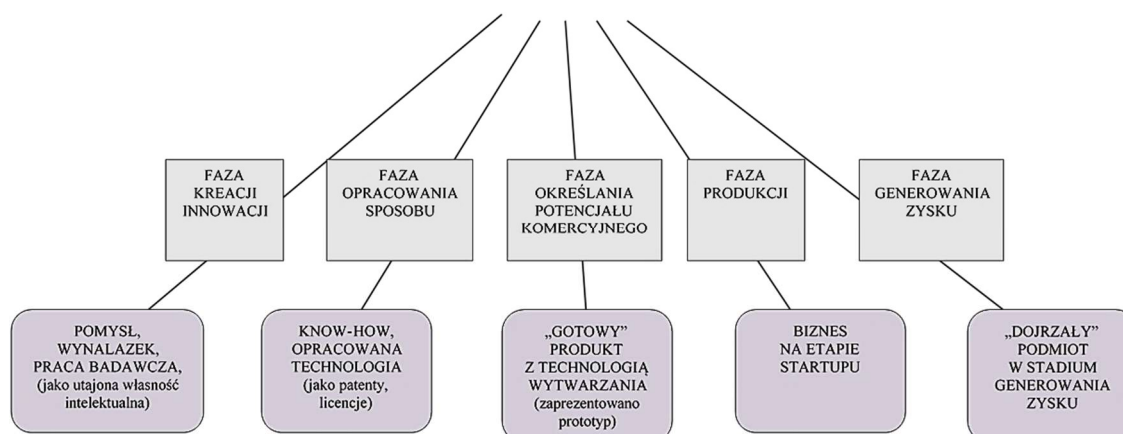 FAZA
KREACJI
INNOWACJI
FAZA
OPRACOWANIA
SPOSOBU
FAZA
OKREŚLANIA
POTENCJAŁU
KOMERCYJNEGO
FAZA
PRODUKCJI
FAZA
GENEROWANIA
ZYSKU
POMYSŁ,
WYNALAZEK,
PRACA BADAWCZA,
(jako utajona własność
intelektualna)
KNOW-HOW,
OPRACOWANA
TECHNOLOGIA
(jako patenty,
licencje)
„GOTOWY”
PRODUKT
Z TECHNOLOGIĄ
WYTWARZANIA
(zaprezentowano
prototyp)
BIZNES
NA ETAPIE
STARTUPU
„DOJRZAŁY”
PODMIOT
W STADIUM
GENEROWANIA
ZYSKU